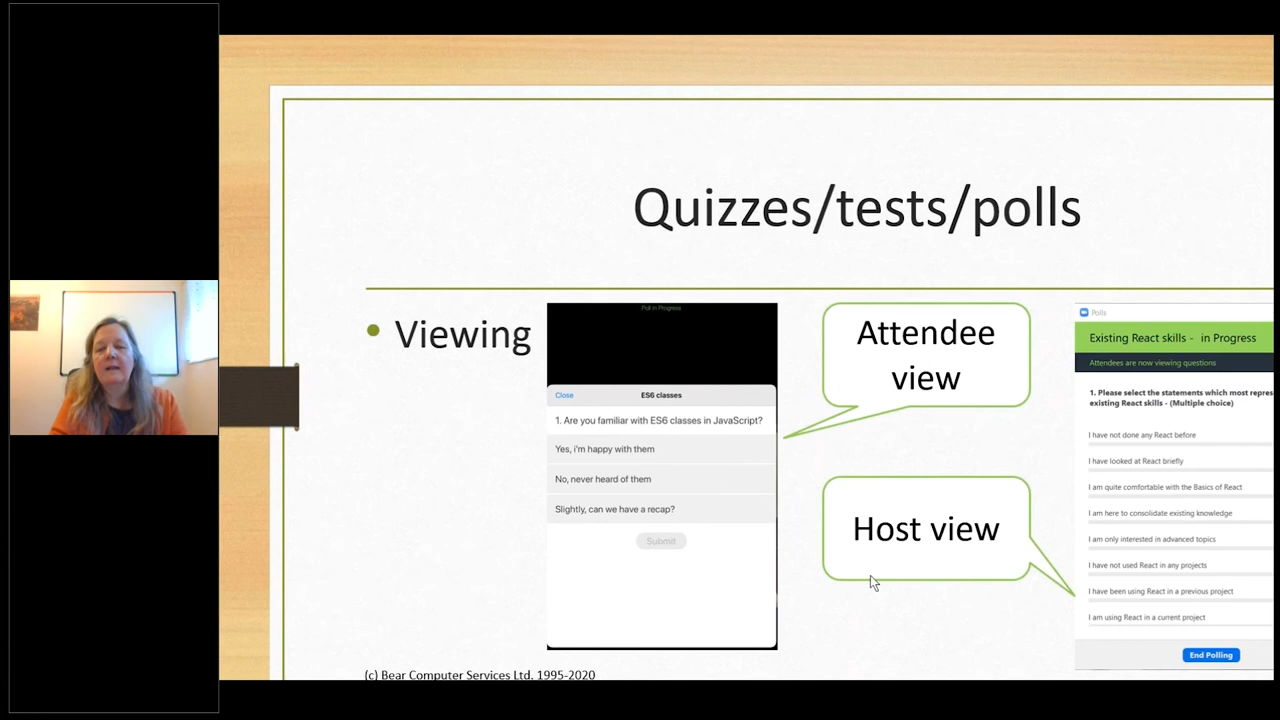 Quizzes/tests/polls
Viewing
Poll in Progress
Close
ES6 classes
1. Are you familiar with ES6 classes in JavaScript?
Yes, i'm happy with them
No, never heard of them
Slightly, can we have a recap?
Submit
Attendee
view
Host view
Polls
Existing React skills - in Progress
Attendees are now viewing questions
1. Please select the statements which most repres
existing React skills - (Multiple choice)
I have not done any React before
I have looked at React briefly
I am quite comfortable with the Basics of React
I am here to consolidate existing knowledge
I am only interested in advanced topics
I have not used React in any projects
I have been using React in a previous project
I am using React in a current project
End Polling
(c) Bear Computer Services Ltd. 1995-2020